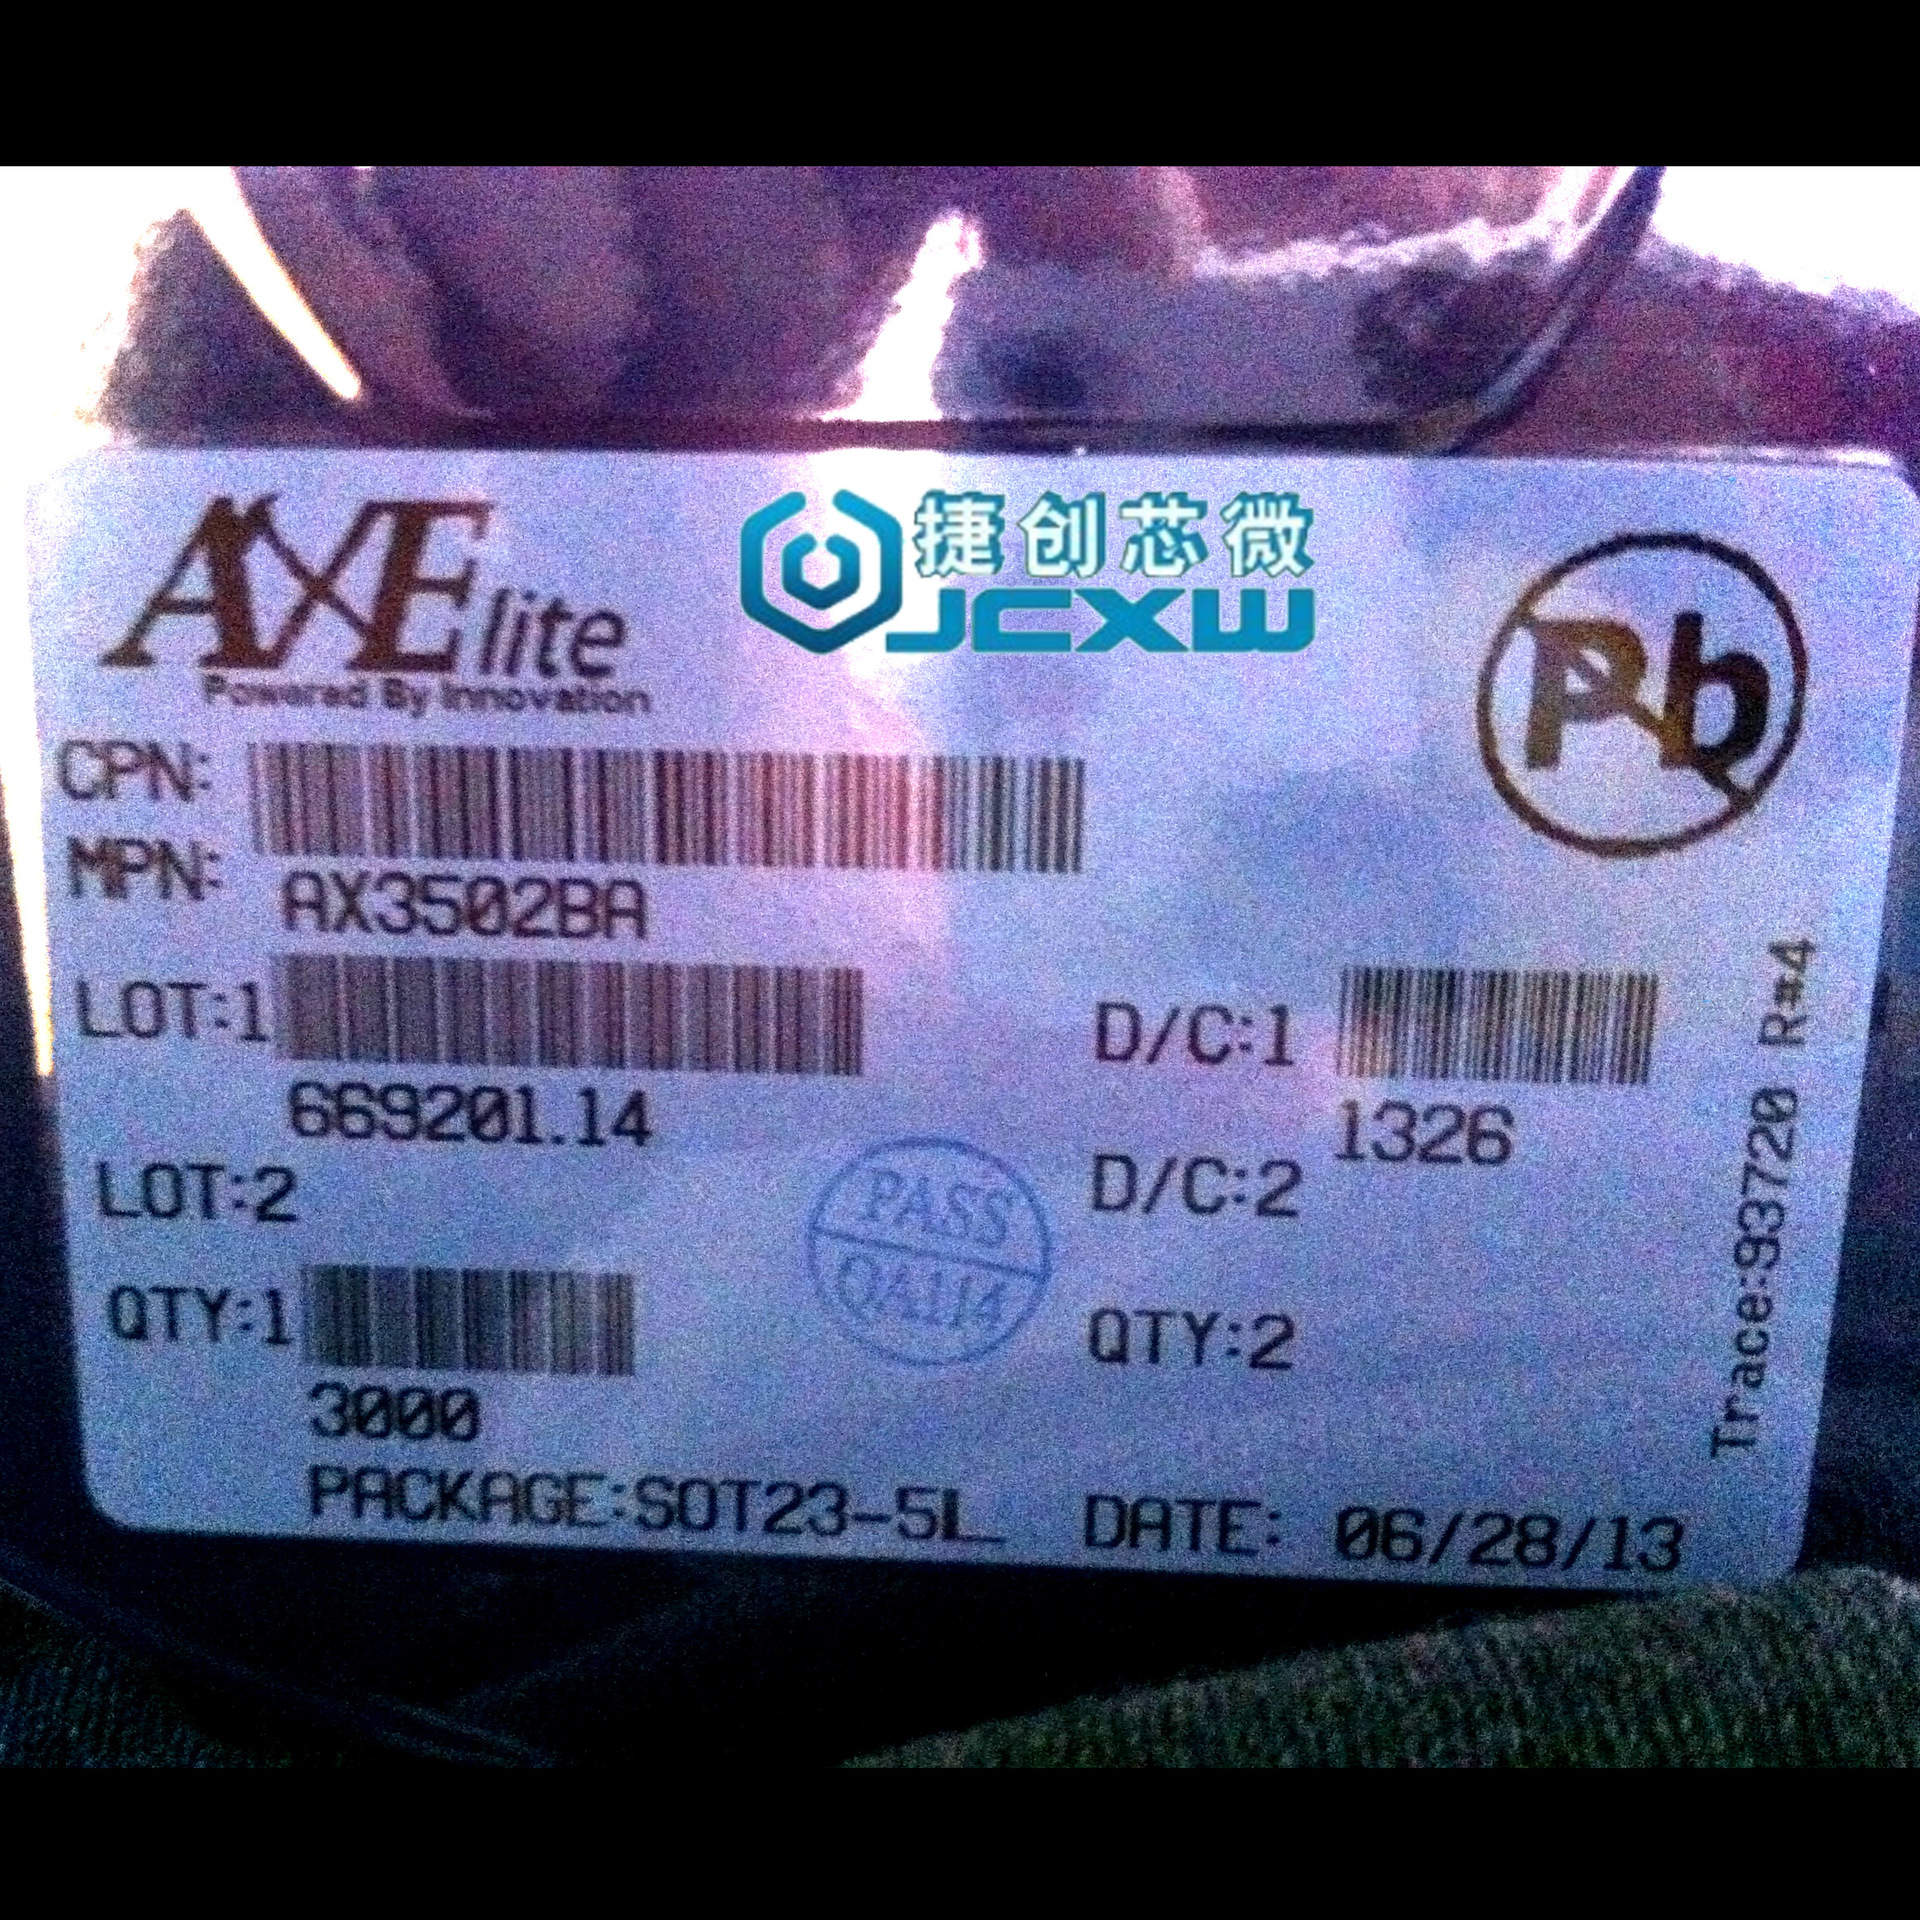 AXElite
Powered By Innovation
捷创芯微
JCXW
Pb
CPN:
MPN:
AX3502BA
LOT:1
669201.14
D/C:1
1326
LOT:2
D/C:2
PASS
QA114
QTY:1
3000
QTY:2
PACKAGE:SOT23-5L
DATE: 06/28/13
Trace:93720 R#4